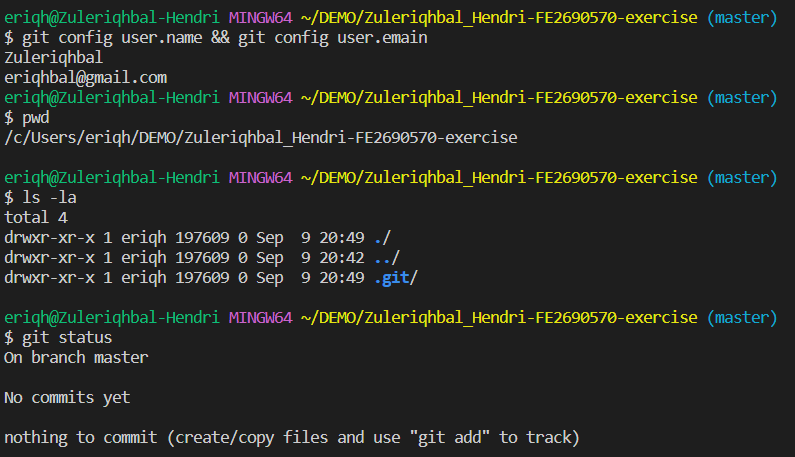 eriqh@Zuleriqhbal-Hendri MINGW64 ~/DEMO/Zuleriqhbal_Hendri-FE2690570-exercise (master)
$ git config user.name && git config user.emain
Zuleriqhbal
eriqhbal@gmail.com
eriqh@Zuleriqhbal-Hendri MINGW64 ~/DEMO/Zuleriqhbal_Hendri-FE2690570-exercise (master)
$ pwd
/c/Users/eriqh/DEMO/Zuleriqhbal_Hendri-FE2690570-exercise
eriqh@Zuleriqhbal-Hendri MINGW64 ~/DEMO/Zuleriqhbal_Hendri-FE2690570-exercise (master)
$ ls -la
total 4
drwxr-xr-x 1 eriqh 197609 0 Sep  9 20:49 ./
drwxr-xr-x 1 eriqh 197609 0 Sep  9 20:42 ../
drwxr-xr-x 1 eriqh 197609 0 Sep  9 20:49 .git/
eriqh@Zuleriqhbal-Hendri MINGW64 ~/DEMO/Zuleriqhbal_Hendri-FE2690570-exercise (master)
$ git status
On branch master
No commits yet
nothing to commit (create/copy files and use "git add" to track)